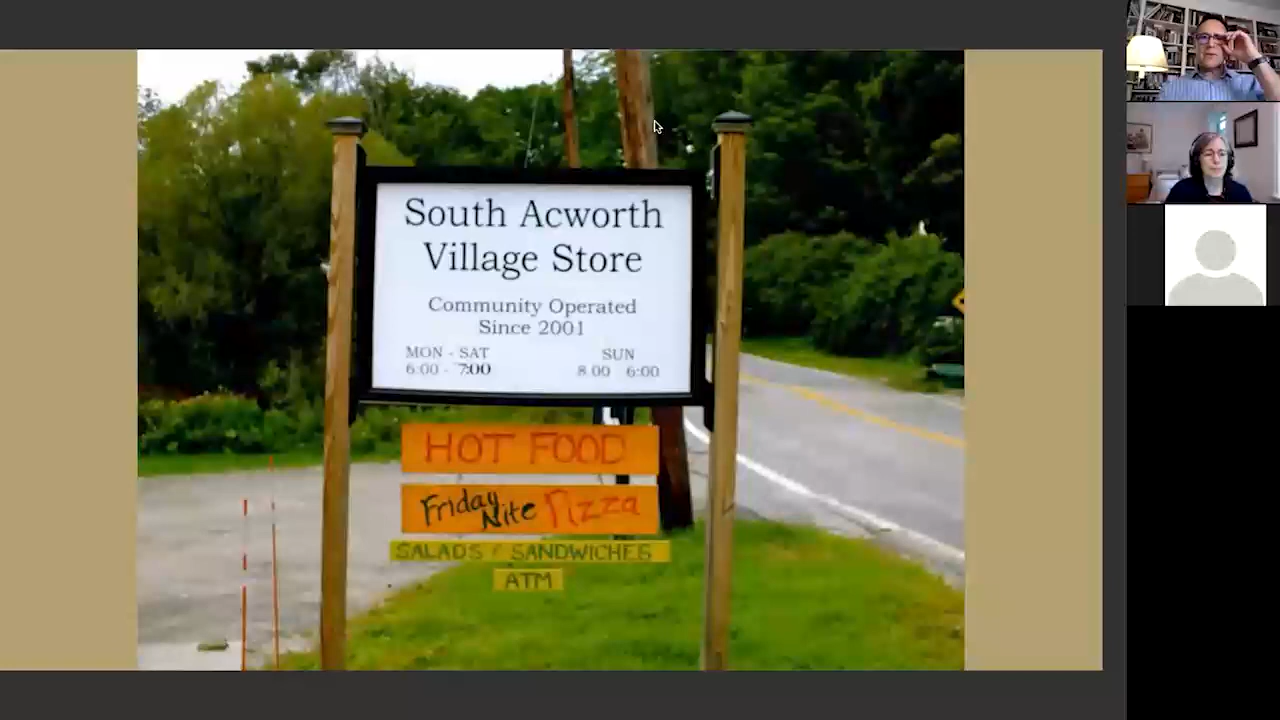 South Acworth
Village Store
Community Operated
Since 2001
MON - SAT SUN
6:00 - 7:00 8:00 6:00
HOT FOOD
Friday Nite Pizza
SALADS / SANDWICHES
ATM